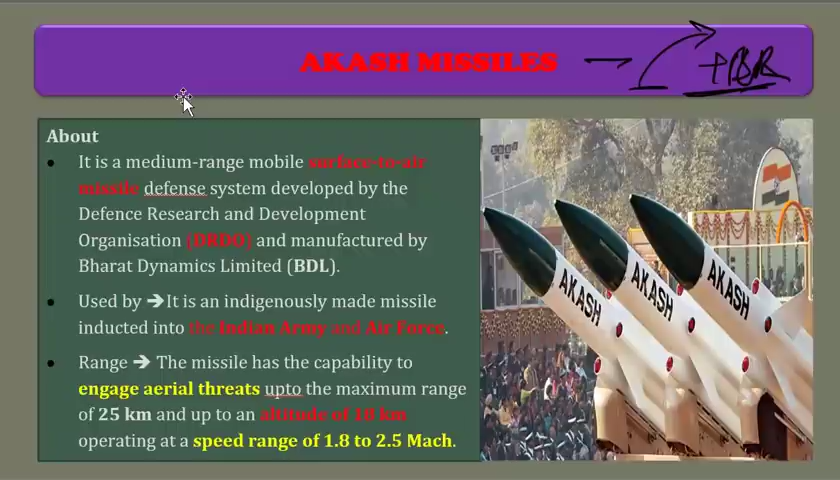 AKASH MISSILES
About
● It is a medium-range mobile surface-to-air
missile defense system developed by the
Defence Research and Development
Organisation (DRDO) and manufactured by
Bharat Dynamics Limited (BDL).
● Used by ➔It is an indigenously made missile
inducted into the Indian Army and Air Force.
● Range ➔ The missile has the capability to
engage aerial threats upto the maximum range
of 25 km and up to an altitude of 18 km
operating at a speed range of 1.8 to 2.5 Mach.
AKASH
AKASH
AKASH